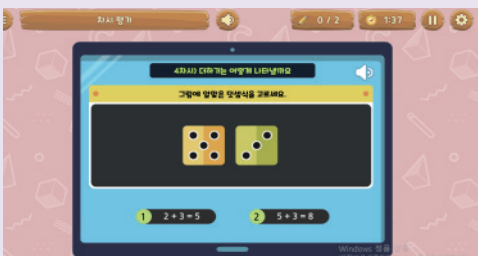 차시 평가
0 / 2
1:37
4차시) 더하기는 어떻게 나타낼까요
그림에 알맞은 덧셈식을 고르세요.
1 2 + 3 = 5
2 5 + 3 = 8
Windows 정품